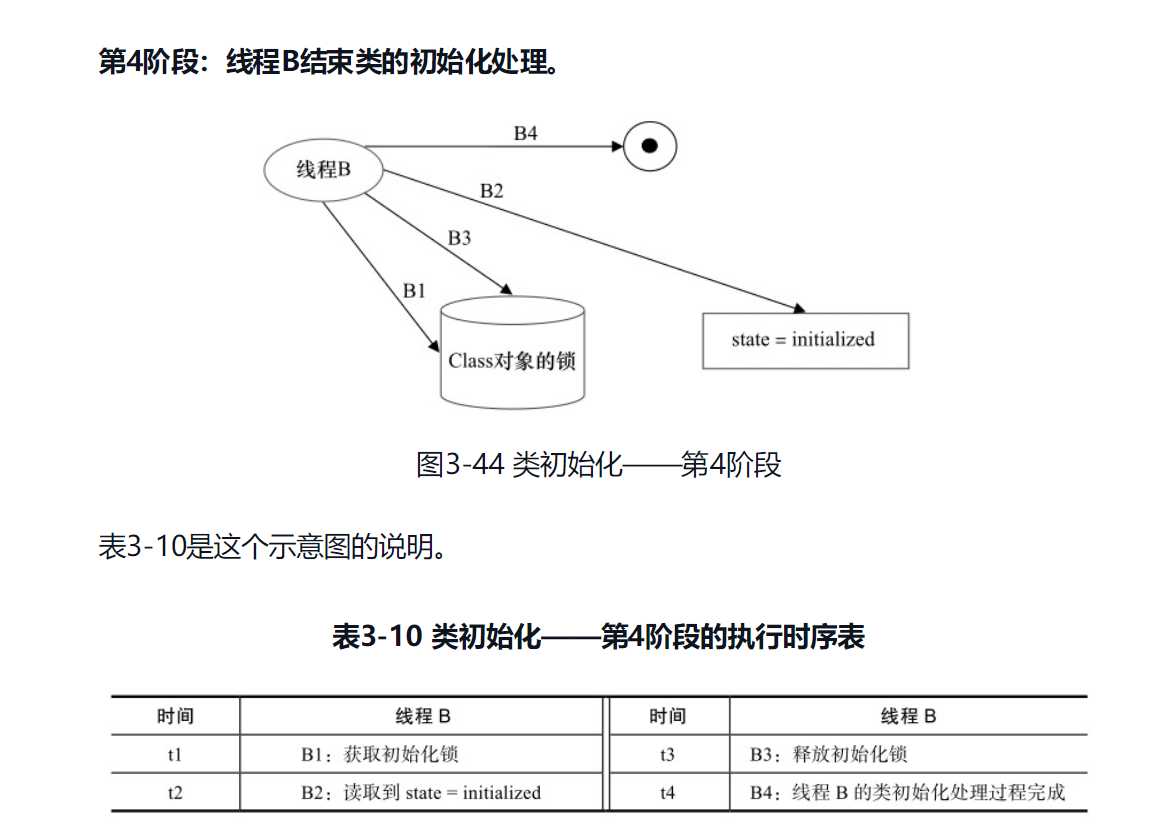 第4阶段：线程B结束类的初始化处理。
B4
线程B
B2
B3
B1
state = initialized
Class对象的锁
图3-44 类初始化——第4阶段
表3-10是这个示意图的说明。
表3-10 类初始化——第4阶段的执行时序表
时间 线程 B 时间 线程 B
t1 B1：获取初始化锁 t3 B3：释放初始化锁
t2 B2：读取到 state = initialized t4 B4：线程 B 的类初始化处理过程完成